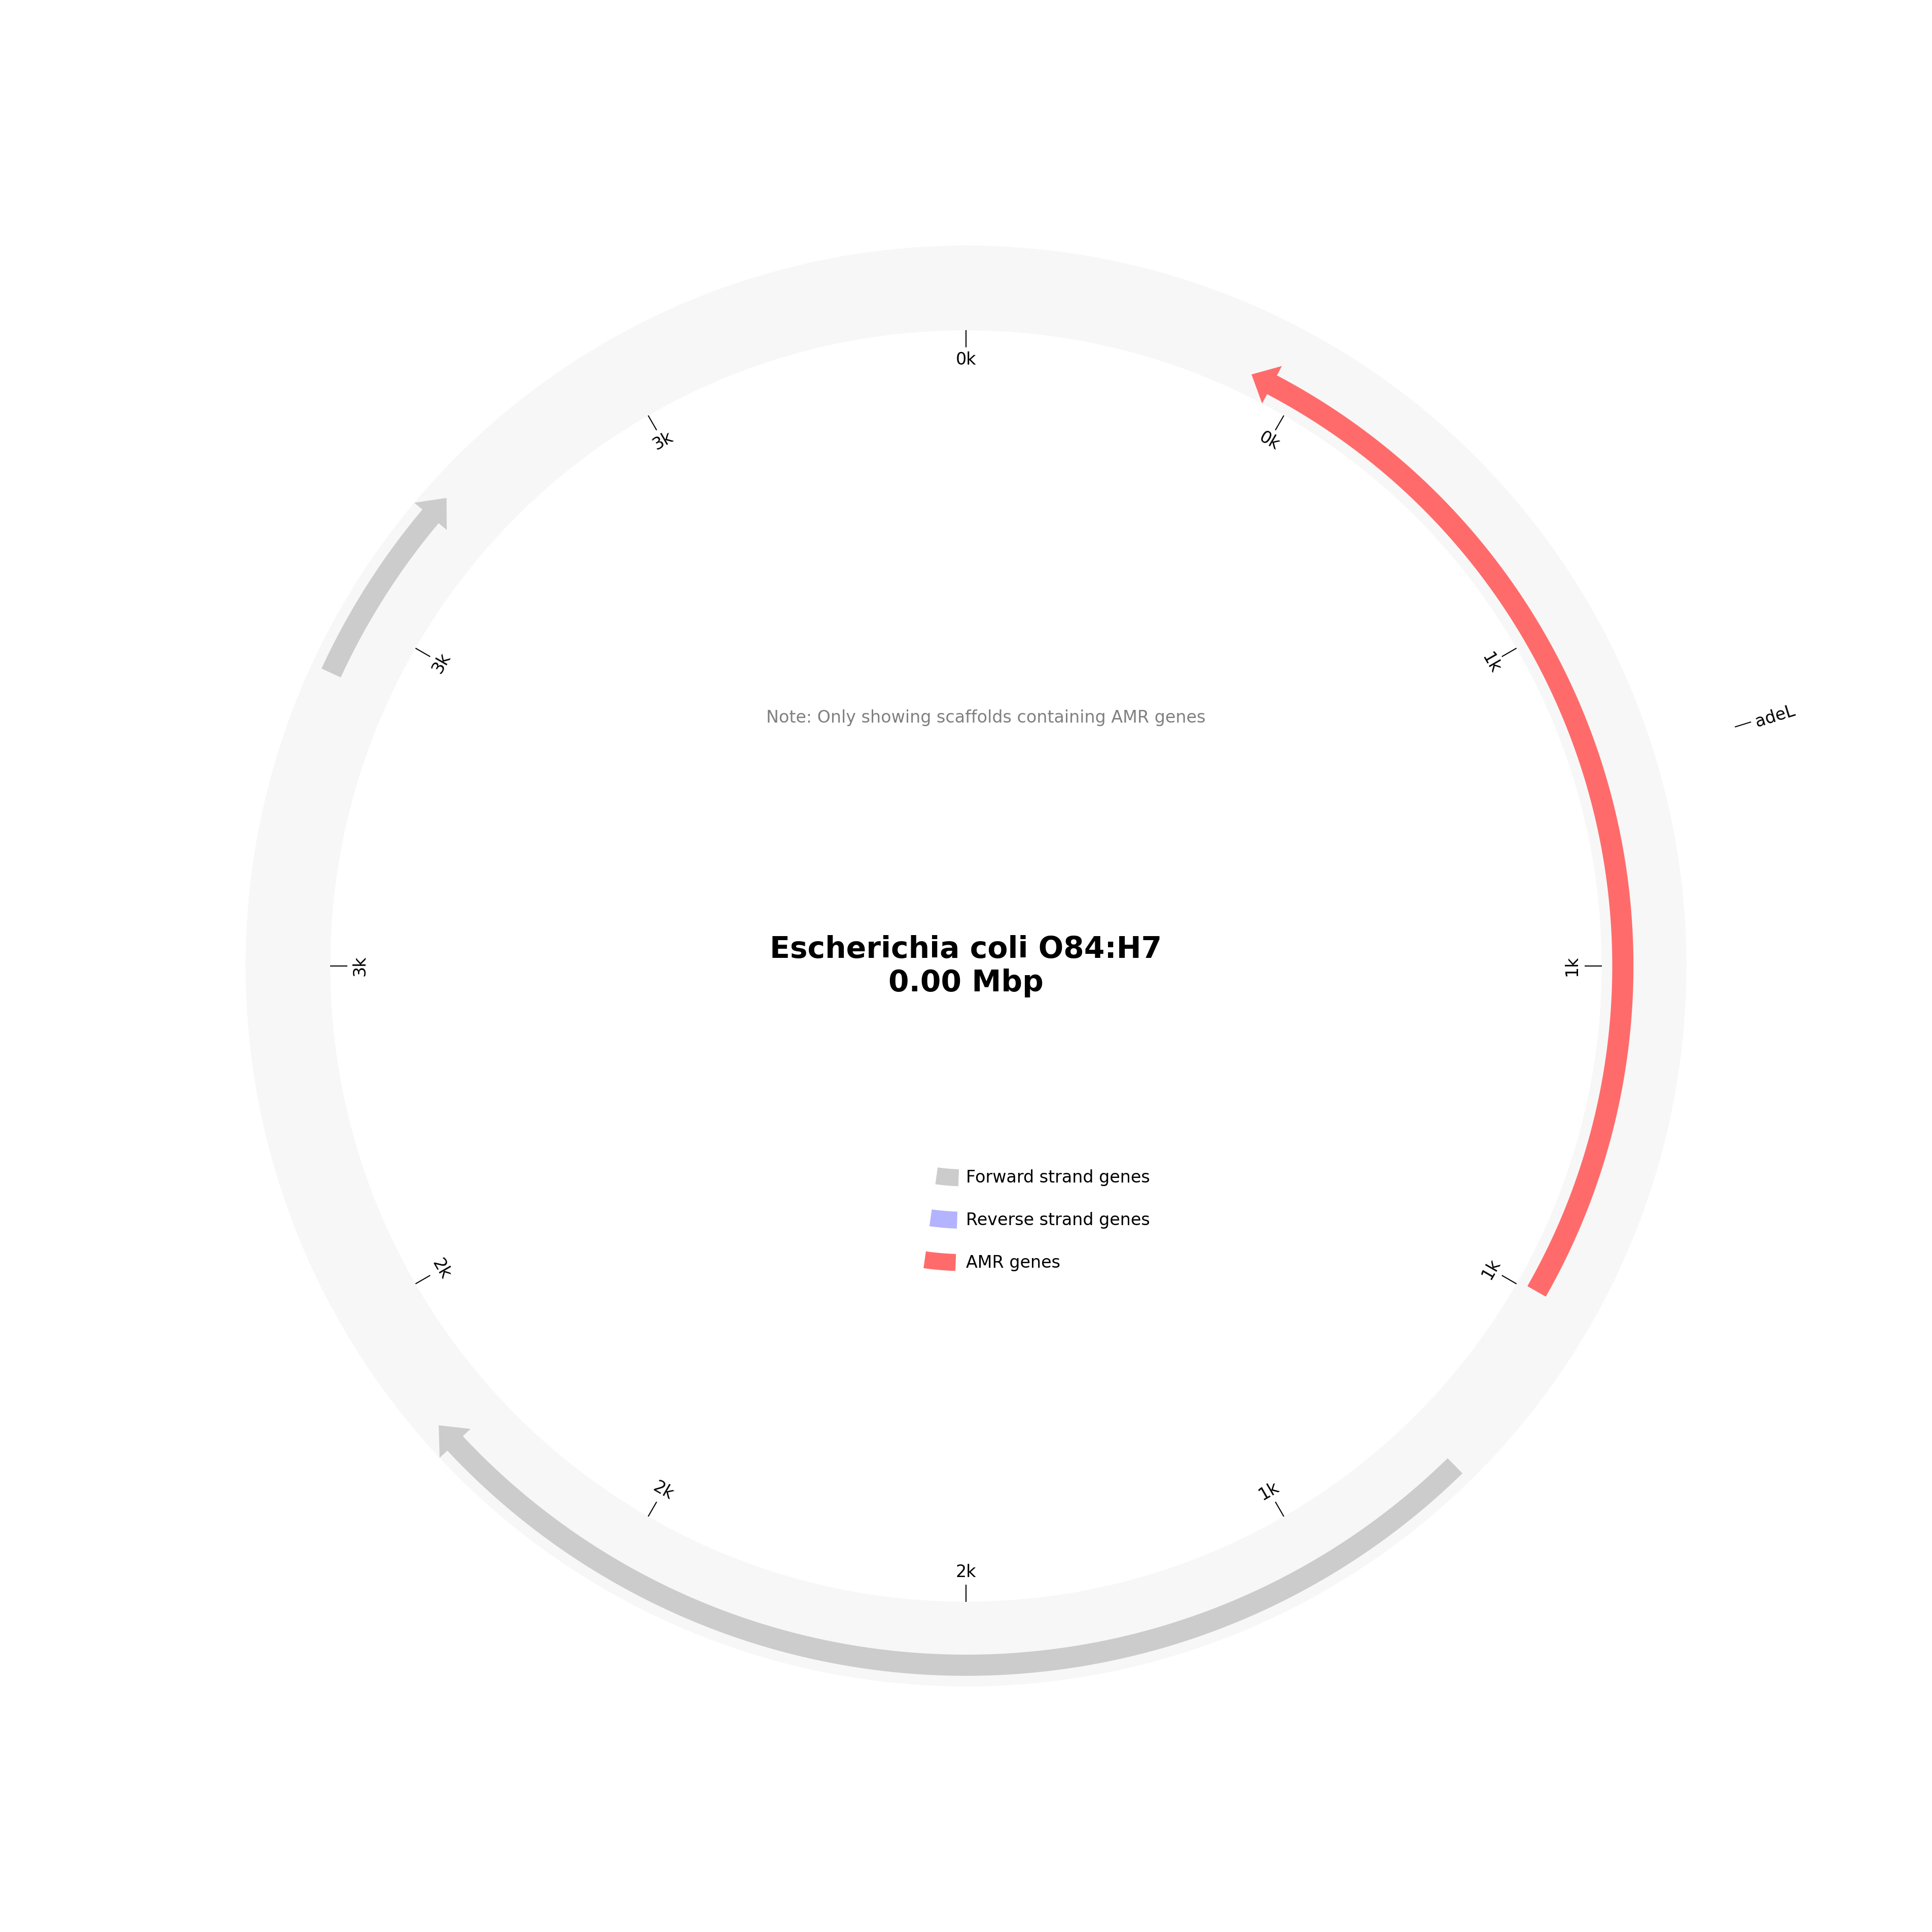 0k
3k
0k
3k
1k
adeL
Note: Only showing scaffolds containing AMR genes
Escherichia coli O84:H7
0.00 Mbp
3k
1k
Forward strand genes
Reverse strand genes
AMR genes
2k
1k
2k
1k
2k